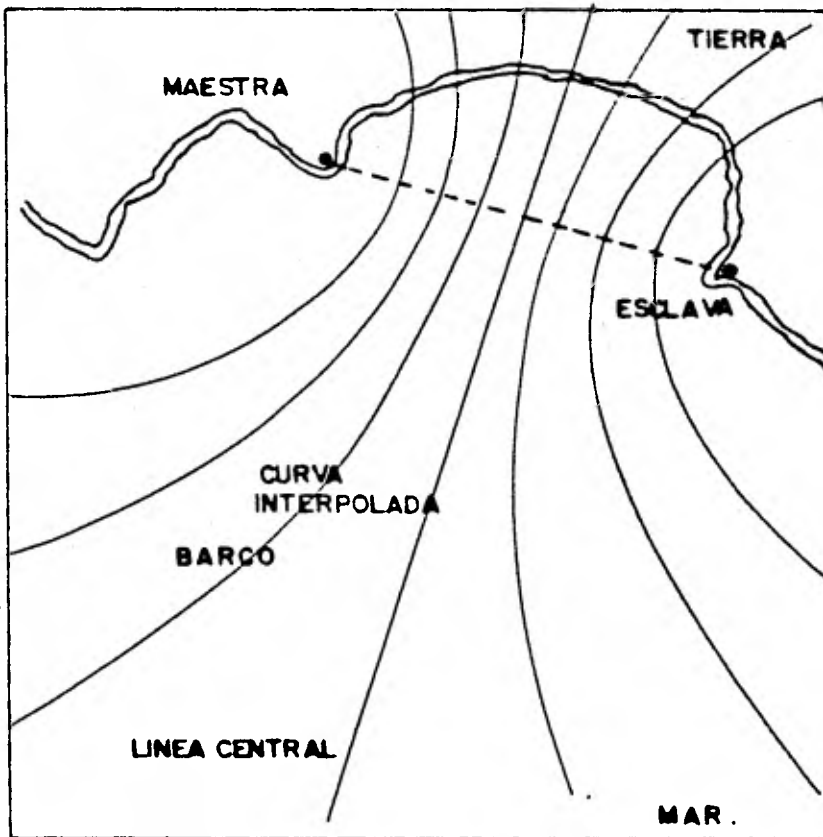 TIERRA
MAESTRA
ESCLAVA
CURVA
INTERPOLADA
BARCO
LINEA CENTRAL
MAR.